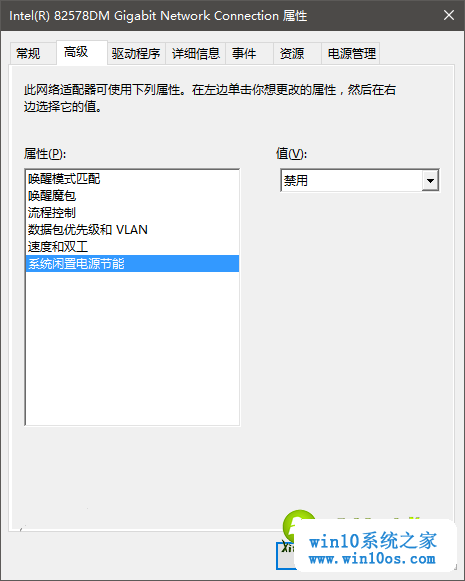 Intel(R) 82578DM Gigabit Network Connection 属性
常规 高级 驱动程序 详细信息 事件 资源 电源管理
此网络适配器可使用下列属性。在左边单击你想更改的属性，然后在右
边选择它的值。
属性(P): 值(V):
唤醒模式匹配 禁用
唤醒魔包
流程控制
数据包优先级和 VLAN
速度和双工
系统闲置电源节能
win10系统之家
www.win10os.com